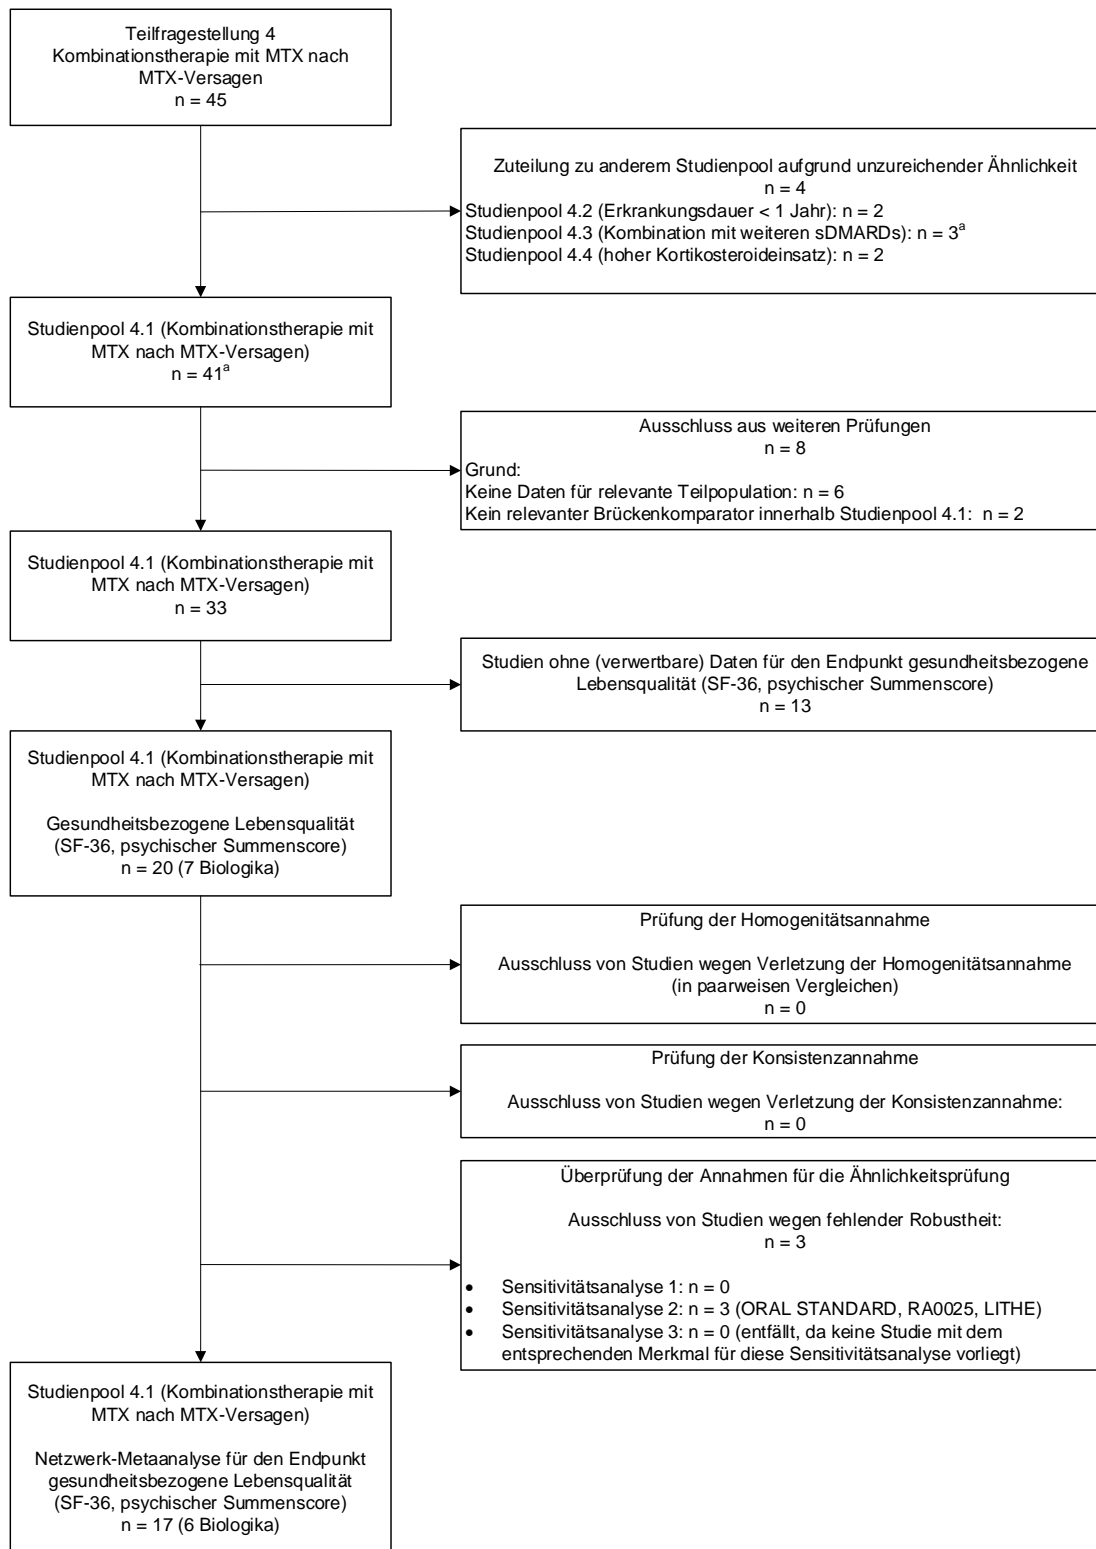 Teilfragestellung 4
Kombinationstherapie mit MTX nach
MTX-Versagen
n = 45
Zuteilung zu anderem Studienpool aufgrund unzureichender Ähnlichkeit
n = 4
Studienpool 4.2 (Erkrankungsdauer < 1 Jahr): n = 2
Studienpool 4.3 (Kombination mit weiteren sDMARDs): n = 3ᵃ
Studienpool 4.4 (hoher Kortikosteroideinsatz): n = 2
Studienpool 4.1 (Kombinationstherapie mit
MTX nach MTX-Versagen)
n = 41ᵃ
Ausschluss aus weiteren Prüfungen
n = 8
Grund:
Keine Daten für relevante Teilpopulation: n = 6
Kein relevanter Brückenkomparator innerhalb Studienpool 4.1: n = 2
Studienpool 4.1 (Kombinationstherapie mit
MTX nach MTX-Versagen)
n = 33
Studien ohne (verwertbare) Daten für den Endpunkt gesundheitsbezogene
Lebensqualität (SF-36, psychischer Summenscore)
n = 13
Studienpool 4.1 (Kombinationstherapie mit
MTX nach MTX-Versagen)
Gesundheitsbezogene Lebensqualität
(SF-36, psychischer Summenscore)
n = 20 (7 Biologika)
Prüfung der Homogenitätsannahme
Ausschluss von Studien wegen Verletzung der Homogenitätsannahme
(in paarweisen Vergleichen)
n = 0
Prüfung der Konsistenzannahme
Ausschluss von Studien wegen Verletzung der Konsistenzannahme:
n = 0
Überprüfung der Annahmen für die Ähnlichkeitsprüfung
Ausschluss von Studien wegen fehlender Robustheit:
n = 3
• Sensitivitätsanalyse 1: n = 0
• Sensitivitätsanalyse 2: n = 3 (ORAL STANDARD, RA0025, LITHE)
• Sensitivitätsanalyse 3: n = 0 (entfällt, da keine Studie mit dem
entsprechenden Merkmal für diese Sensitivitätsanalyse vorliegt)
Studienpool 4.1 (Kombinationstherapie mit
MTX nach MTX-Versagen)
Netzwerk-Metaanalyse für den Endpunkt
gesundheitsbezogene Lebensqualität
(SF-36, psychischer Summenscore)
n = 17 (6 Biologika)